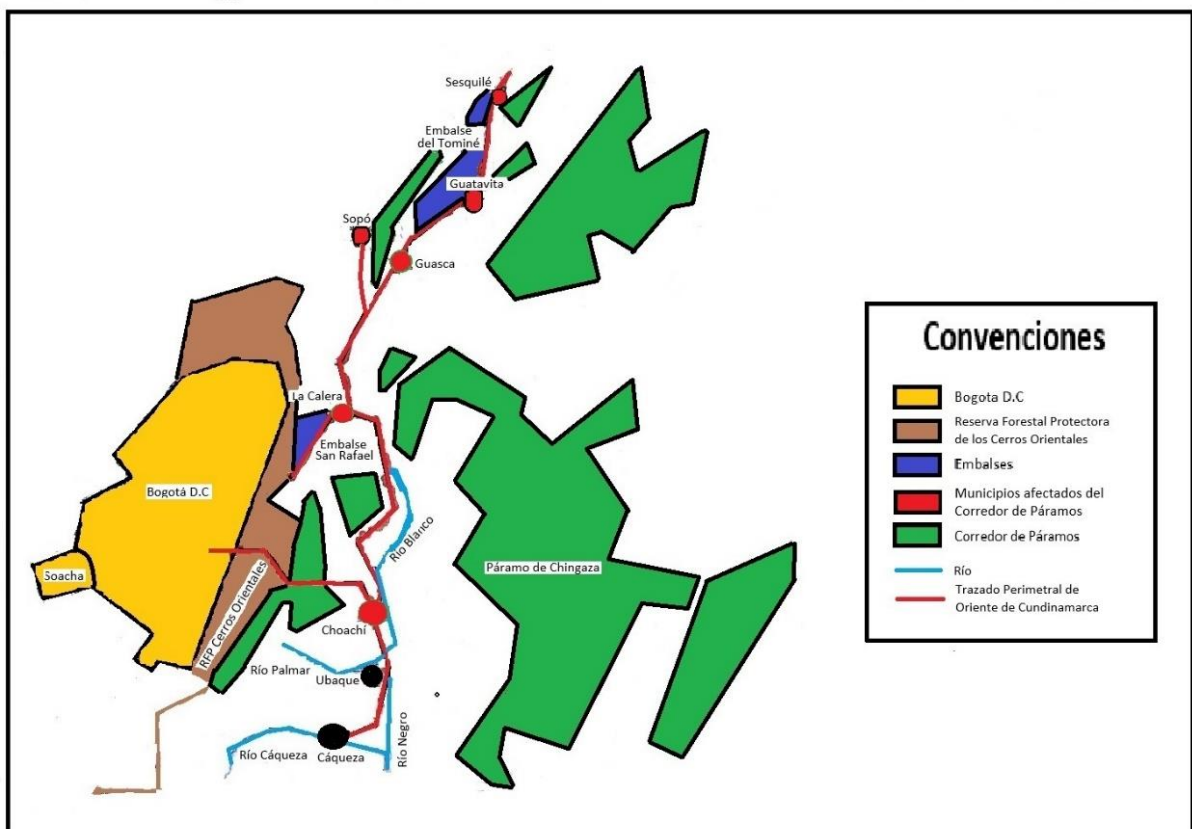 Sesquilé
Embalse
del Tominé
Guatavita
Sopó
Guasca
La Calera
Embalse
San Rafael
Bogotá D.C
Río Blanco
Soacha
Páramo de Chingaza
RFP Cerros Orientales
Choachí
Río Palmar
Ubaque
Río Negro
Río Cáqueza
Cáqueza
Convenciones
Bogota D.C
Reserva Forestal Protectora
de los Cerros Orientales
Embalses
Municipios afectados del
Corredor de Páramos
Corredor de Páramos
Río
Trazado Perimetral de
Oriente de Cundinamarca